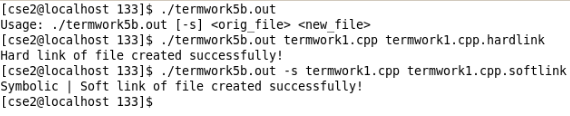 [cse2@localhost 133]$ ./termwork5b.out
Usage: ./termwork5b.out [-s] <orig_file> <new_file>
[cse2@localhost 133]$ ./termwork5b.out termwork1.cpp termwork1.cpp.hardlink
Hard link of file created successfully!
[cse2@localhost 133]$ ./termwork5b.out -s termwork1.cpp termwork1.cpp.softlink
Symbolic | Soft link of file created successfully!
[cse2@localhost 133]$